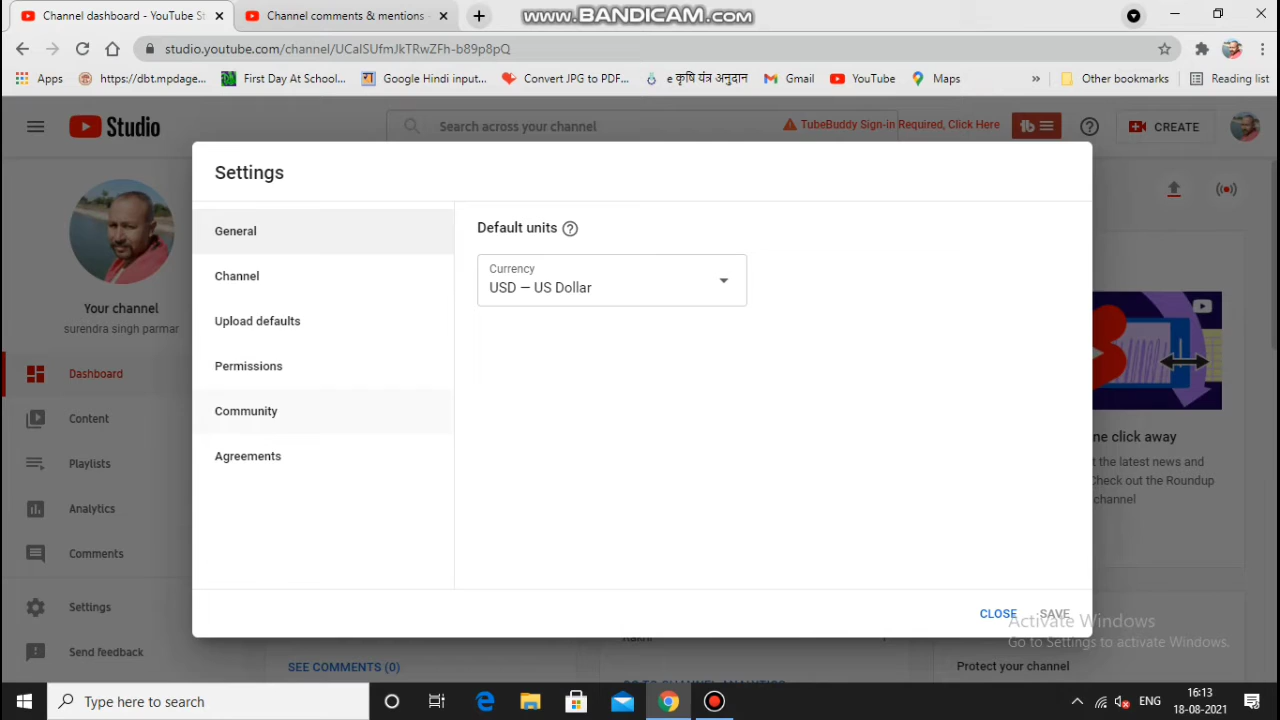 Channel dashboard - YouTube St
Channel comments & mentions -
www.BANDICAM.com
studio.youtube.com/channel/UCaISUfmJkTRwZFh-b89p8pQ
Apps
https://dbt.mpdage...
First Day At School...
Google Hindi input...
Convert JPG to PDF...
e कृषि यंत्र अनुदान
Gmail
YouTube
Maps
»
Other bookmarks
Reading list
Studio
Search across your channel
TubeBuddy Sign-in Required, Click Here
tb
CREATE
Your channel
surendra singh parmar
Dashboard
Content
Playlists
Analytics
Comments
Settings
Send feedback
Settings
General
Channel
Upload defaults
Permissions
Community
Agreements
Default units
Currency
USD — US Dollar
CLOSE
SAVE
ne click away
t the latest news and
Check out the Roundup
channel
SEE COMMENTS (0)
Protect your channel
Activate Windows
Go to Settings to activate Windows.
Type here to search
ENG
16:13
18-08-2021